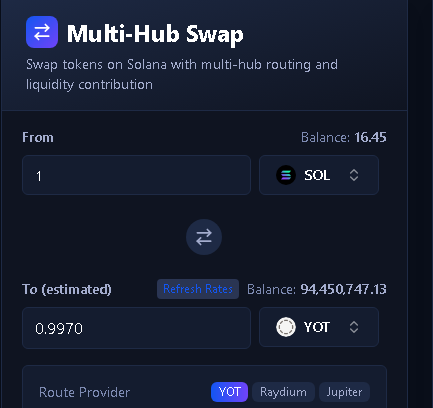 Multi-Hub Swap
Swap tokens on Solana with multi-hub routing and
liquidity contribution
From Balance: 16.45
1 SOL
To (estimated) Refresh Rates Balance: 94,450,747.13
0.9970 YOT
Route Provider YOT Raydium Jupiter